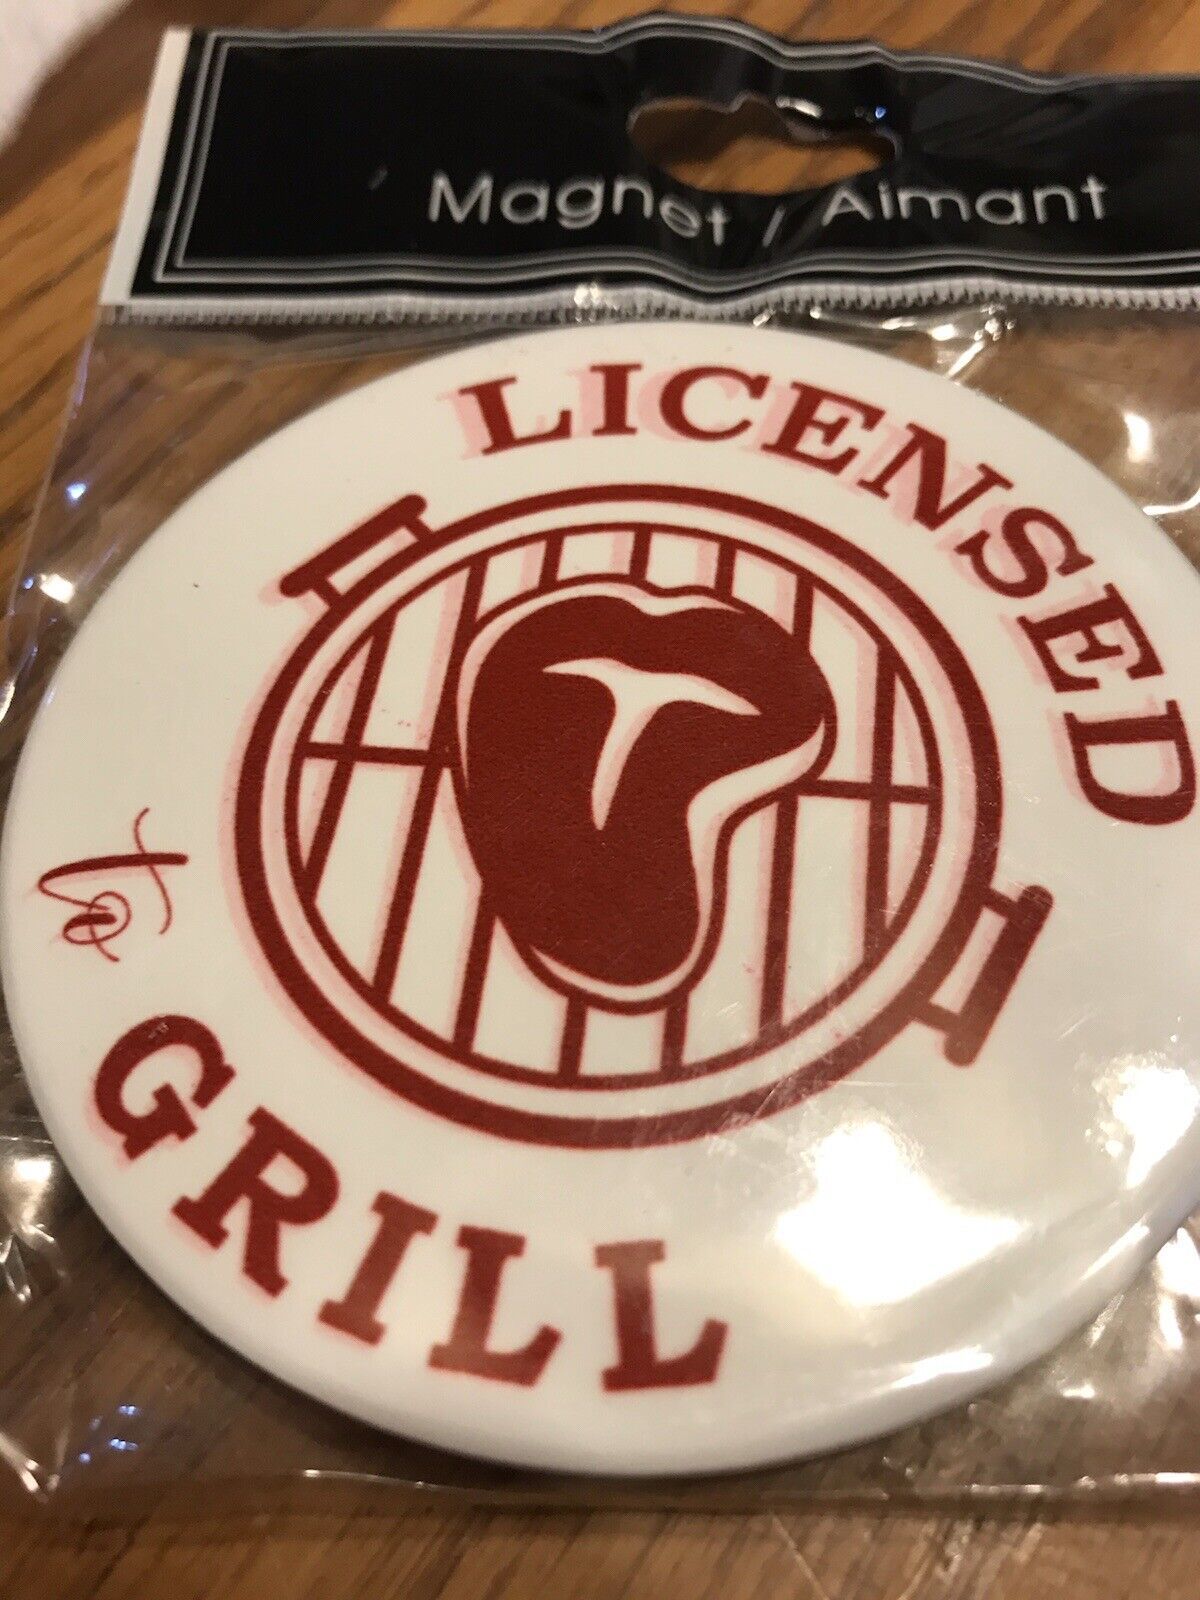 Magnet / Aimant
LICENSED
to
GRILL